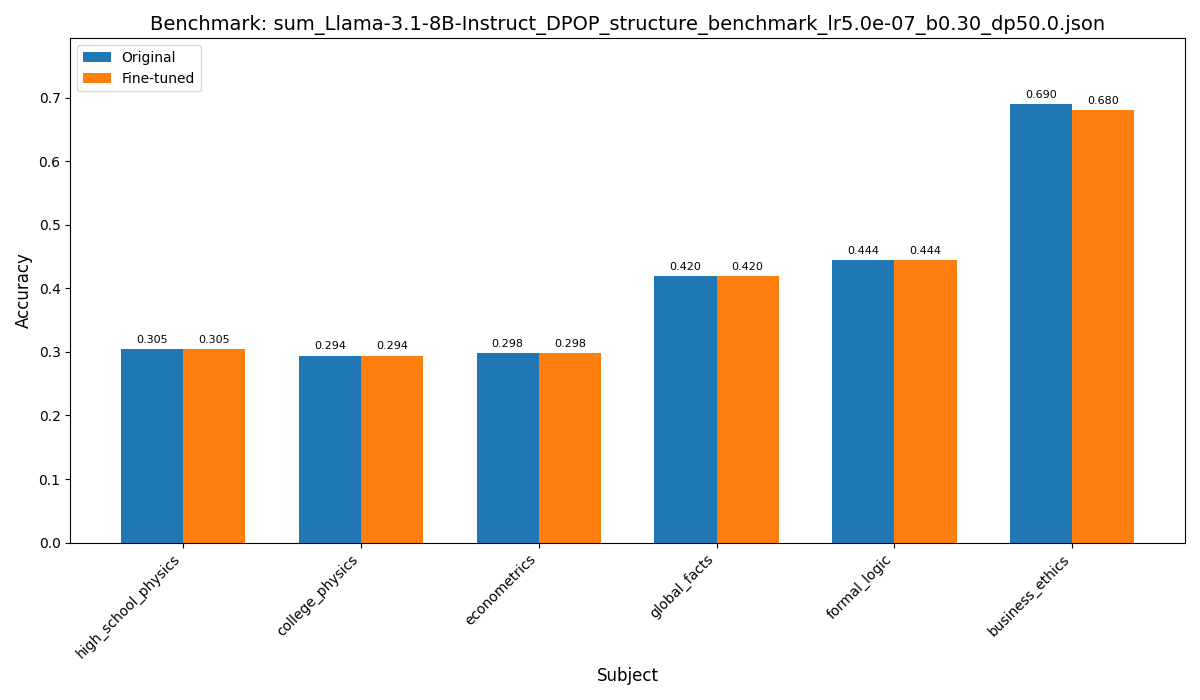 Benchmark: sum_Llama-3.1-8B-Instruct_DPOP_structure_benchmark_lr5.0e-07_b0.30_dp50.0.json
Original
Fine-tuned
0.690
0.680
0.444
0.444
0.420
0.420
0.305
0.305
0.294
0.294
0.298
0.298
0.7
0.6
0.5
0.4
0.3
0.2
0.1
0.0
Accuracy
high_school_physics
college_physics
econometrics
global_facts
formal_logic
business_ethics
Subject